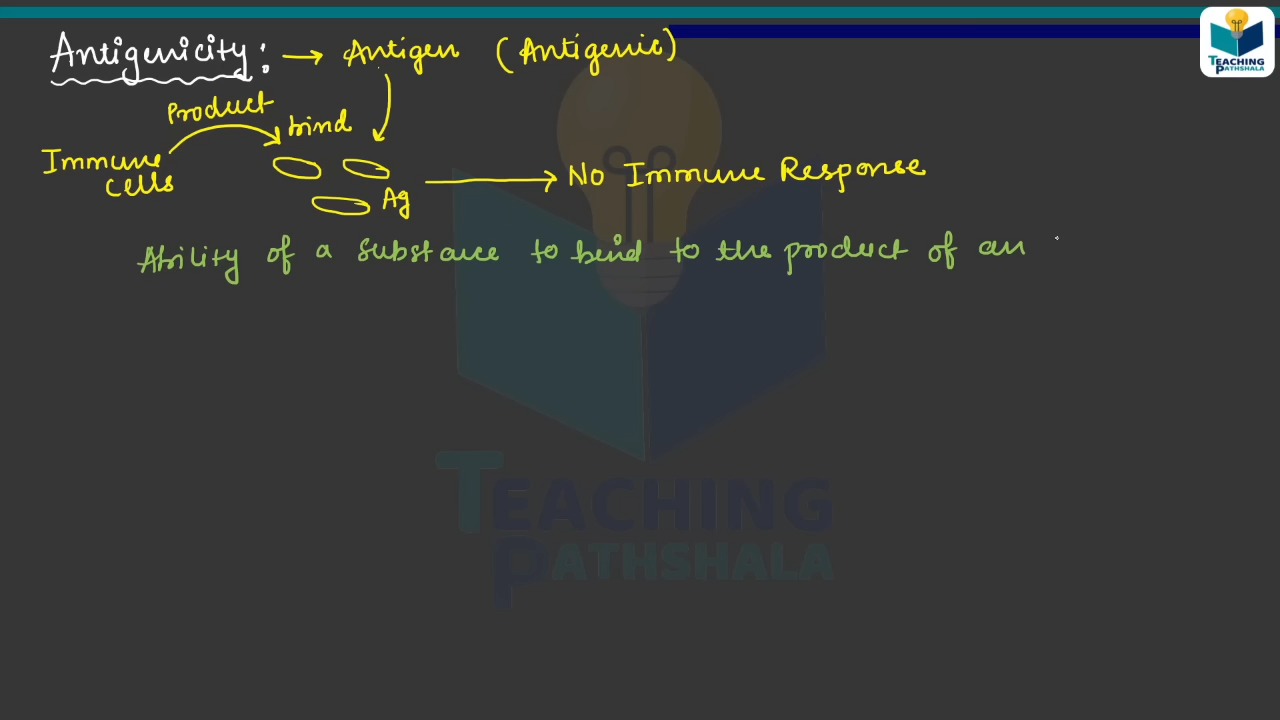 Antigenicity: → Antigen (Antigenic)
Product
bind
Immune cells
Ag → No Immune Response
Ability of a substance to bind to the product of an
TEACHING
PATHSHALA
TEACHING
PATHSHALA